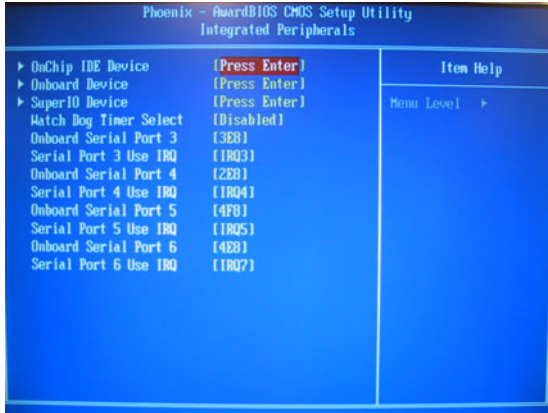 Phoenix - AwardBIOS CMOS Setup Utility
Integrated Peripherals
OnChip IDE Device [Press Enter]
Onboard Device [Press Enter]
SuperIO Device [Press Enter]
Watch Dog Timer Select [Disabled]
Onboard Serial Port 3 [3E8]
Serial Port 3 Use IRQ [IRQ3]
Onboard Serial Port 4 [2E8]
Serial Port 4 Use IRQ [IRQ4]
Onboard Serial Port 5 [4F8]
Serial Port 5 Use IRQ [IRQ5]
Onboard Serial Port 6 [4E8]
Serial Port 6 Use IRQ [IRQ7]
Item Help
Menu Level